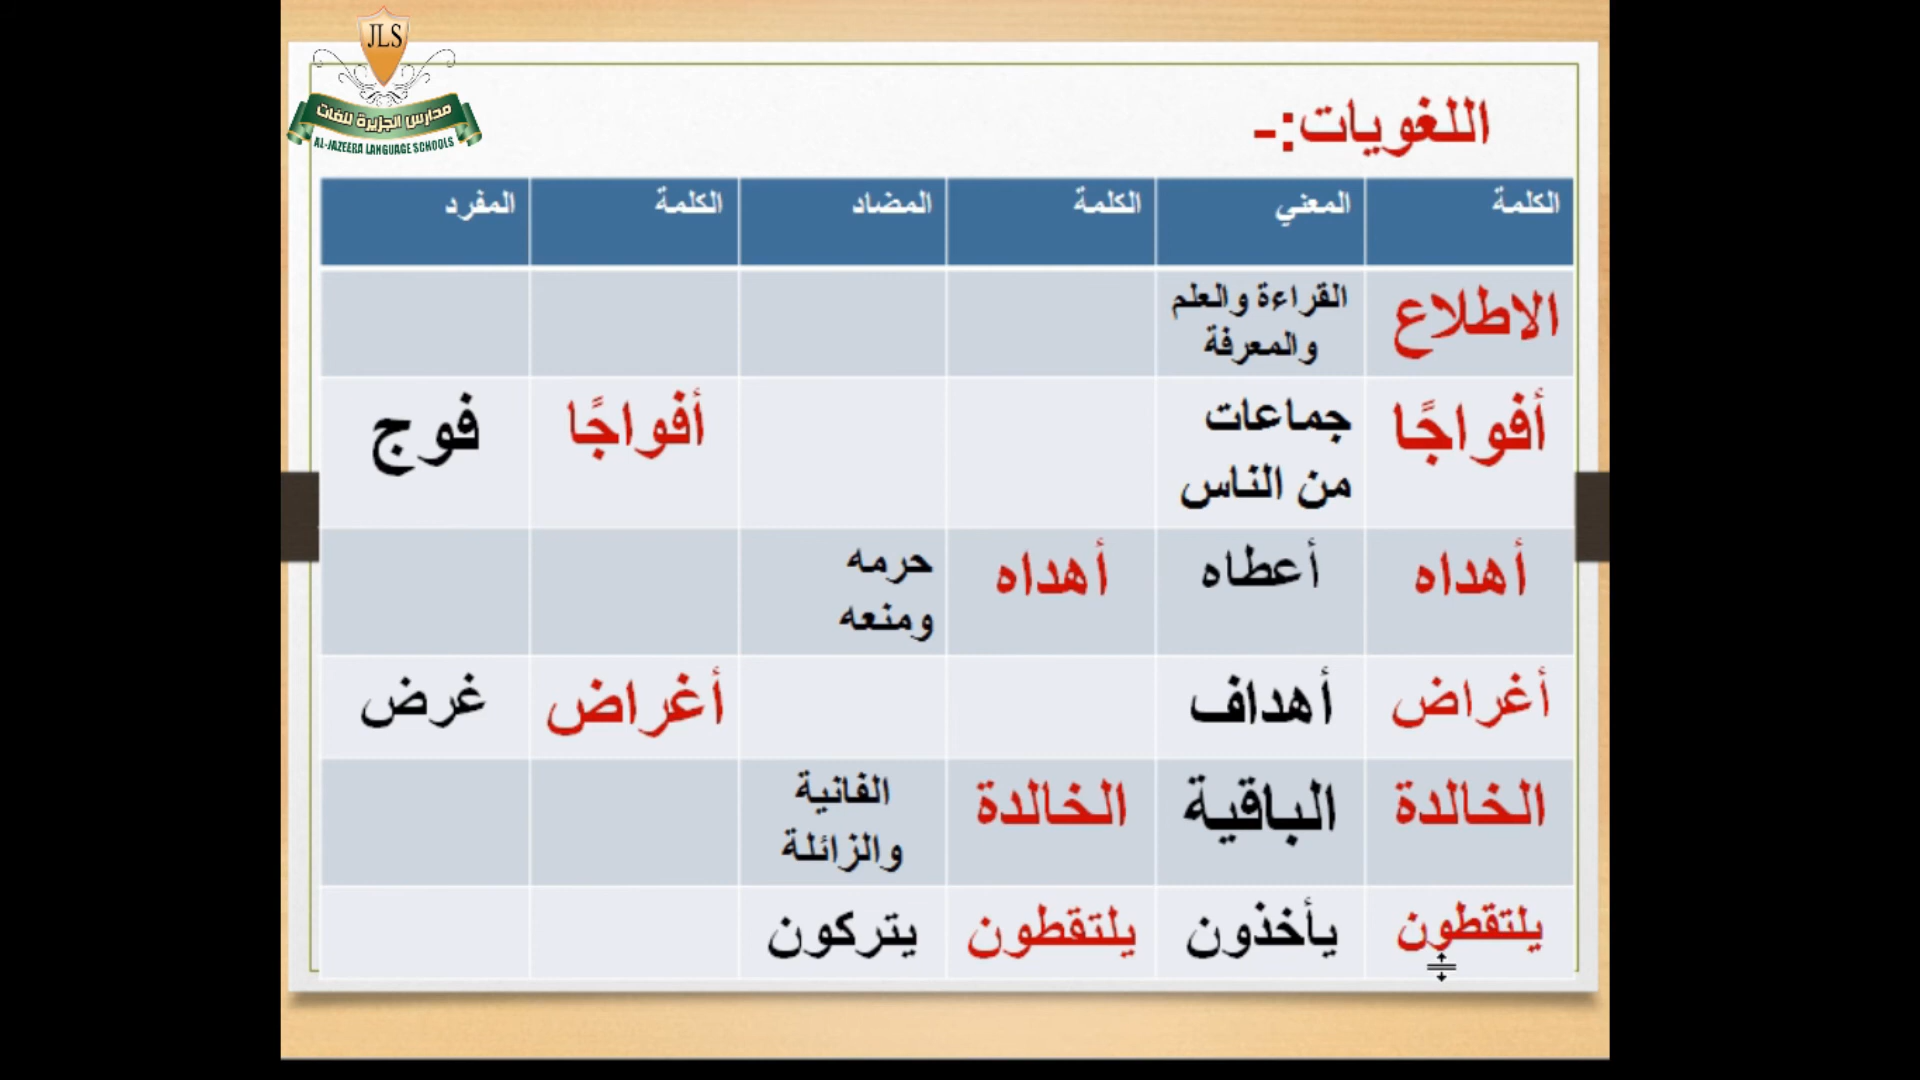 JLS
مدارس الجزيرة للغات
AL-JAZEERA LANGUAGE SCHOOLS
اللغويات:-
الكلمة المعني الكلمة المضاد الكلمة المفرد
الاطلاع القراءة والعلم
والمعرفة
أفواجًا جماعات أفواجًا فوج
من الناس
أهداه أعطاه أهداه حرمه
ومنعه
أغراض أهداف أغراض غرض
الخالدة الباقية الخالدة الفانية
والزائلة
يلتقطون يأخذون يلتقطون يتركون